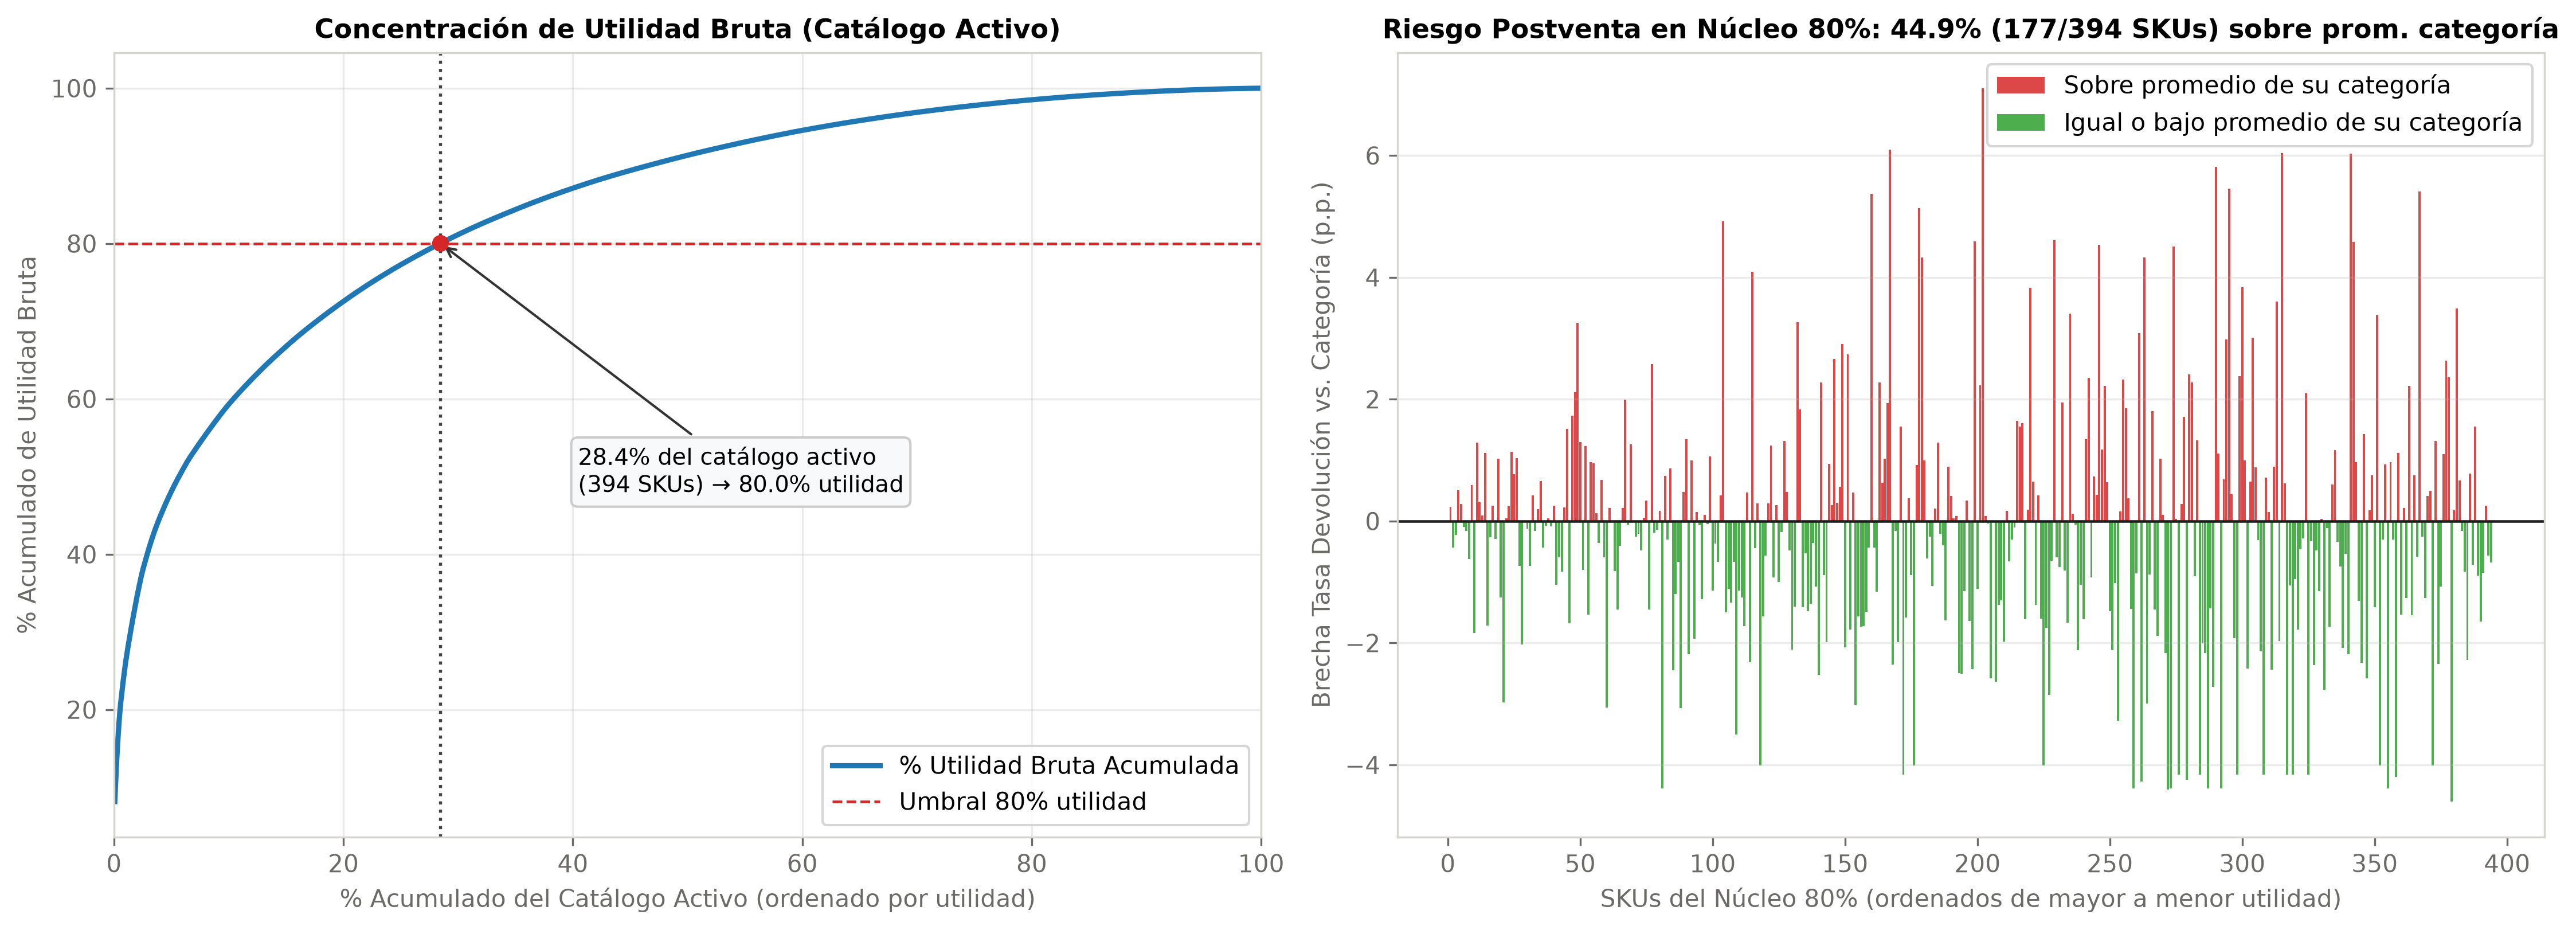 Concentración de Utilidad Bruta (Catálogo Activo)
% Acumulado de Utilidad Bruta
100
80
60
40
20
28.4% del catálogo activo
(394 SKUs) → 80.0% utilidad
% Utilidad Bruta Acumulada
Umbral 80% utilidad
0
20
40
60
80
100
% Acumulado del Catálogo Activo (ordenado por utilidad)
Riesgo Postventa en Núcleo 80%: 44.9% (177/394 SKUs) sobre prom. categoría
Brecha Tasa Devolución vs. Categoría (p.p.)
Sobre promedio de su categoría
Igual o bajo promedio de su categoría
6
4
2
0
−2
−4
0
50
100
150
200
250
300
350
400
SKUs del Núcleo 80% (ordenados de mayor a menor utilidad)